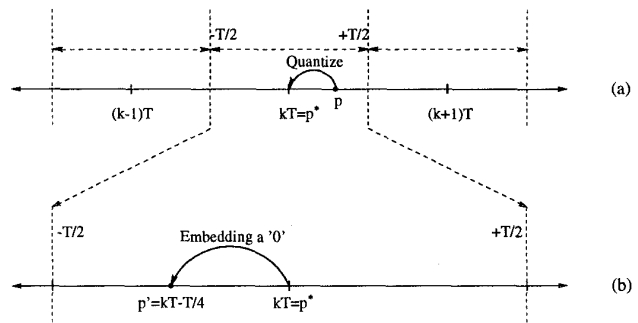 -T/2 +T/2
Quantize
(a)
p
(k-1)T kT=p* (k+1)T
-T/2 +T/2
Embedding a '0'
(b)
p'=kT-T/4 kT=p*